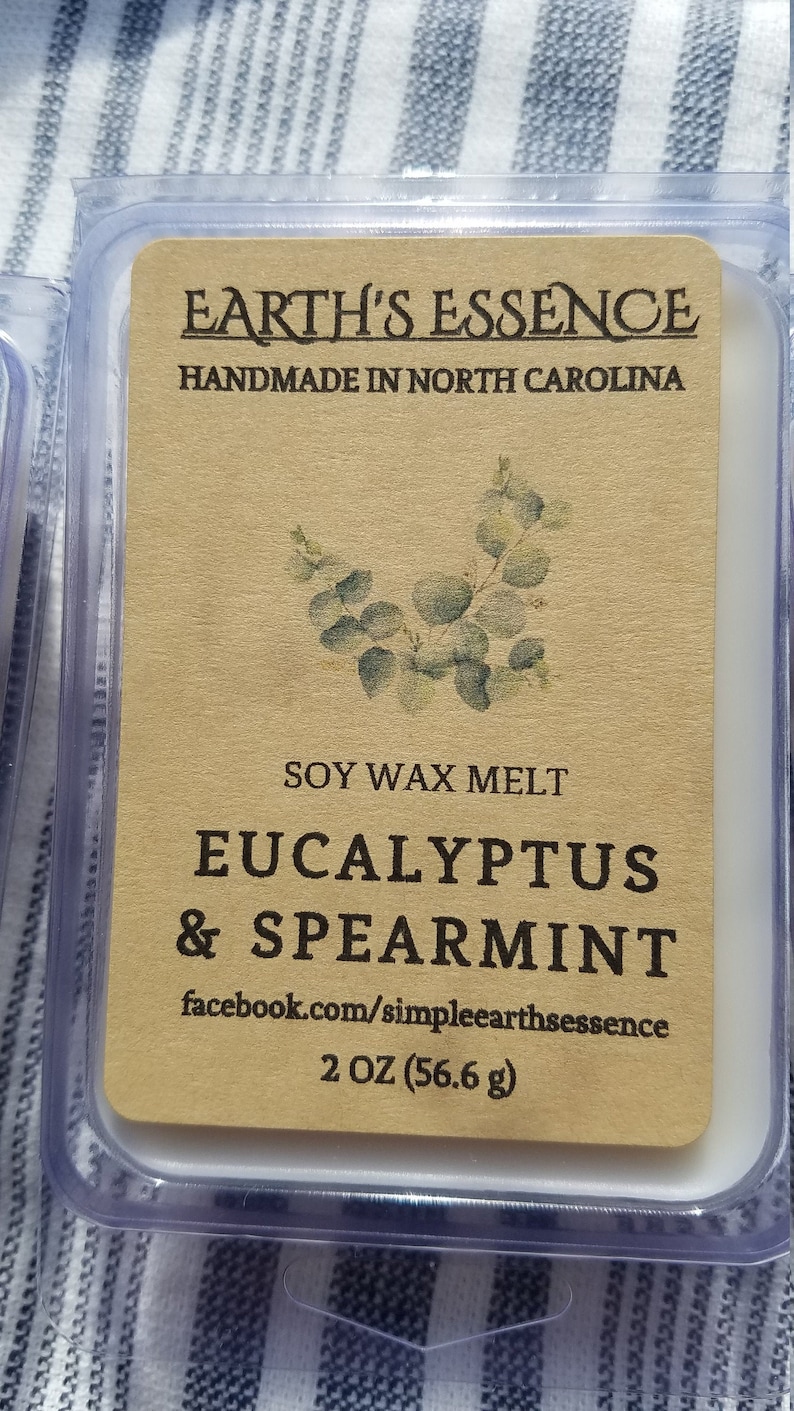 EARTH'S ESSENCE
HANDMADE IN NORTH CAROLINA
SOY WAX MELT
EUCALYPTUS
& SPEARMINT
facebook.com/simpleearthsessence
2 OZ (56.6 g)